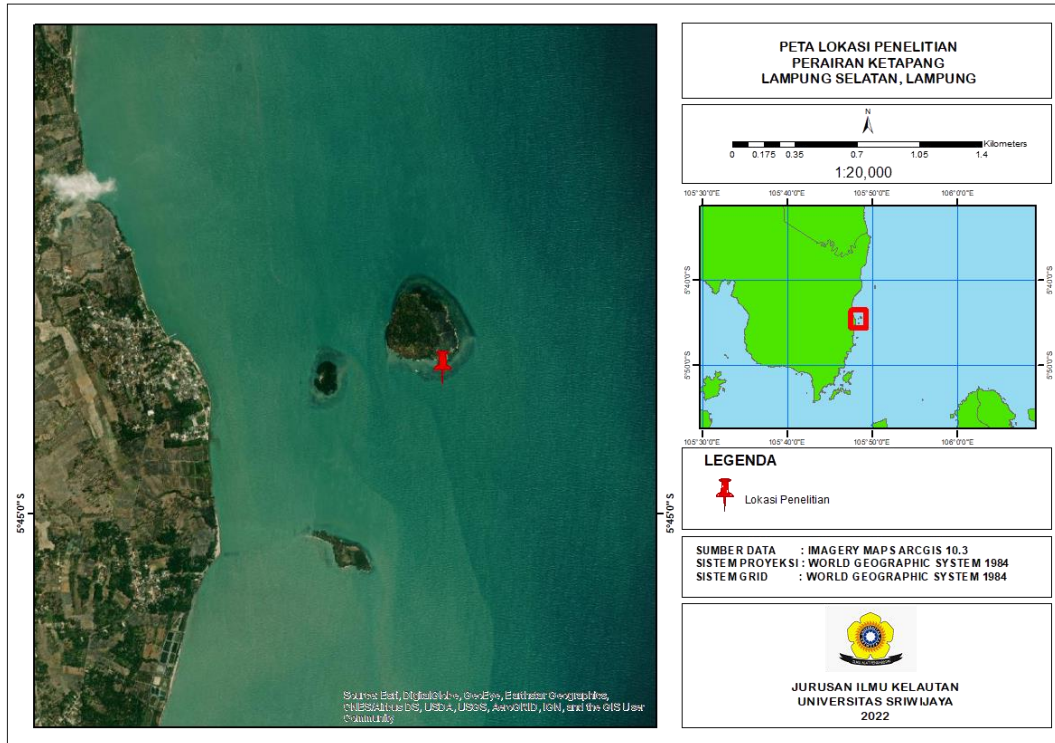 PETA LOKASI PENELITIAN
PERAIRAN KETAPANG
LAMPUNG SELATAN, LAMPUNG
N
Kilometers
0 0.175 0.35 0.7 1.05 1.4
1:20,000
105°30'0"E 105°40'0"E 105°50'0"E 106°0'0"E
5°40'0"S 5°40'0"S
5°50'0"S 5°50'0"S
105°30'0"E 105°40'0"E 105°50'0"E 106°0'0"E
LEGENDA
Lokasi Penelitian
5°45'0"S 5°45'0"S
SUMBER DATA : IMAGERY MAPS ARCGIS 10.3
SISTEM PROYEKSI : WORLD GEOGRAPHIC SYSTEM 1984
SISTEM GRID : WORLD GEOGRAPHIC SYSTEM 1984
Source: Esri, DigitalGlobe, GeoEye, Earthstar Geographics,
CNES/Airbus DS, USDA, USGS, AeroGRID, IGN, and the GIS User
Community
JURUSAN ILMU KELAUTAN
UNIVERSITAS SRIWIJAYA
2022